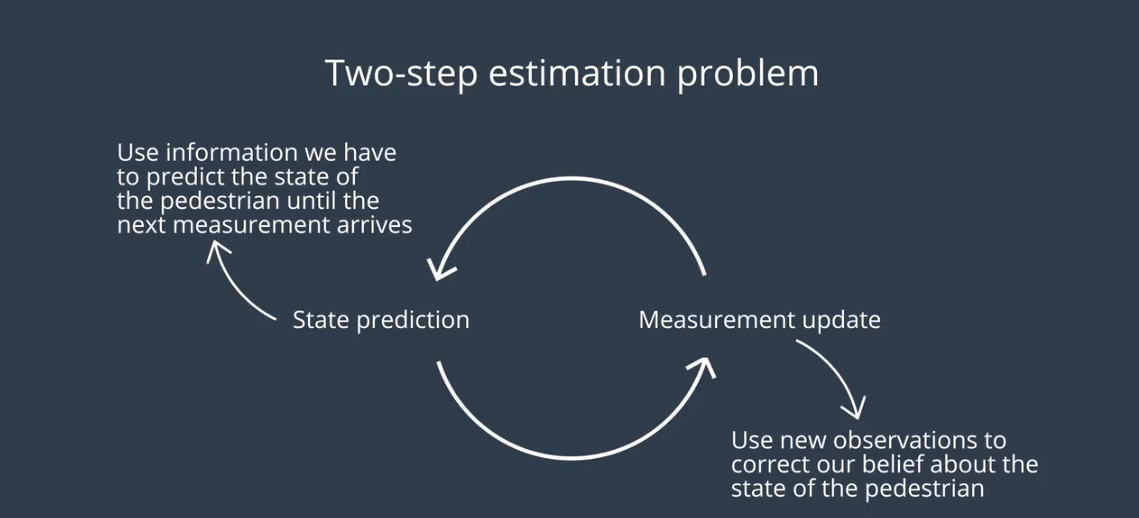 Two-step estimation problem
Use information we have
to predict the state of
the pedestrian until the
next measurement arrives
State prediction
Measurement update
Use new observations to
correct our belief about the
state of the pedestrian